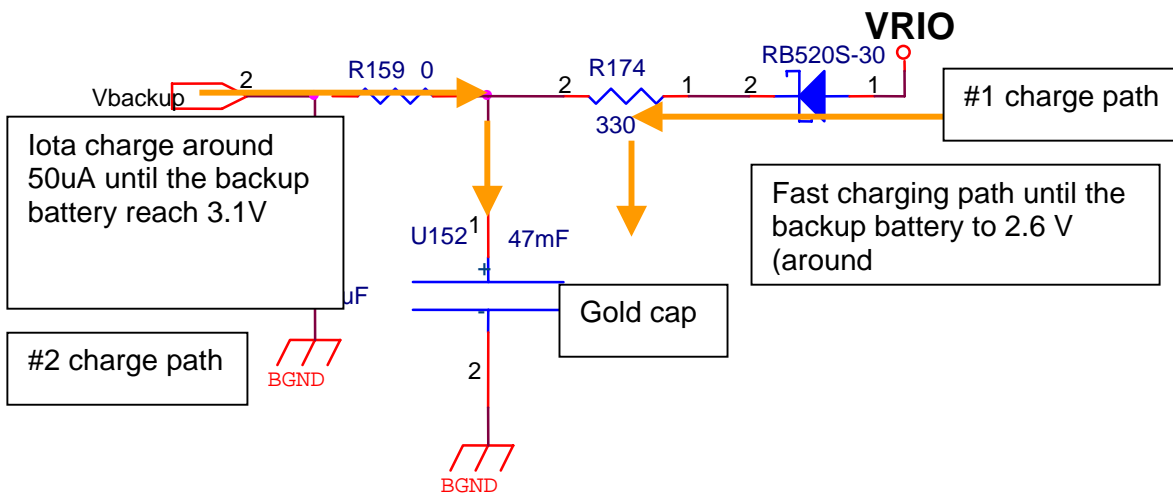 VRIO
RB520S-30
R159 0
R174
2
2
1
2
1
Vbackup
330
#1 charge path
Iota charge around
50uA until the backup
battery reach 3.1V
Fast charging path until the
backup battery to 2.6 V
(around
1
U152
47mF
+
-
uF
Gold cap
#2 charge path
2
BGND
BGND